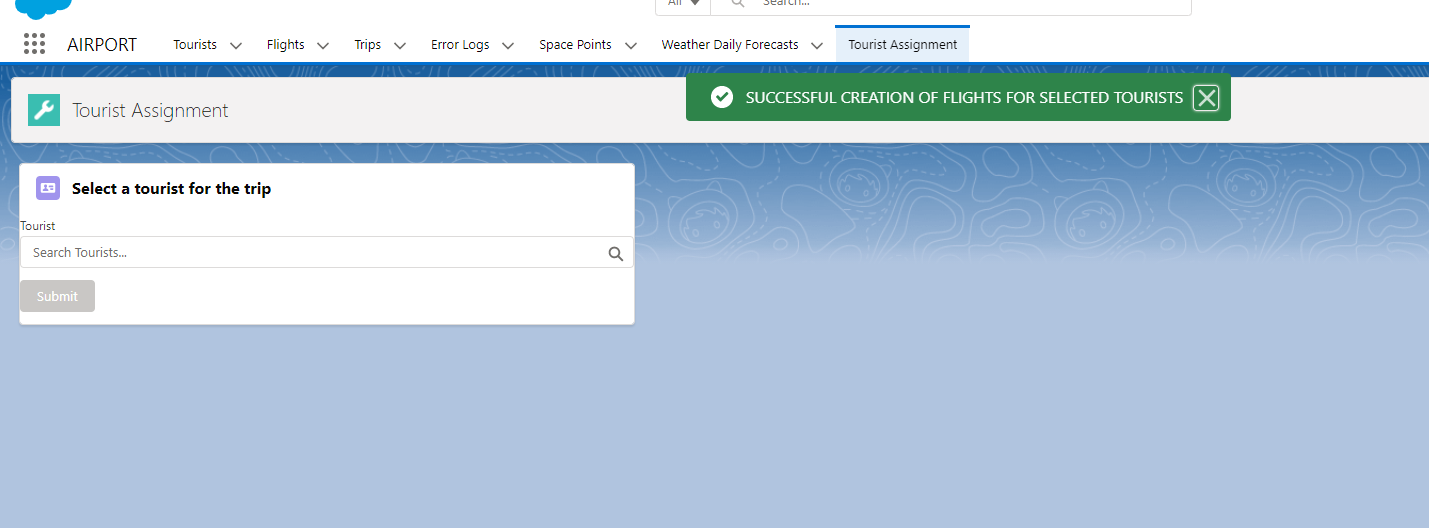 All Search...
AIRPORT Tourists Flights Trips Error Logs Space Points Weather Daily Forecasts Tourist Assignment
SUCCESSFUL CREATION OF FLIGHTS FOR SELECTED TOURISTS
Tourist Assignment
Select a tourist for the trip
Tourist
Search Tourists...
Submit